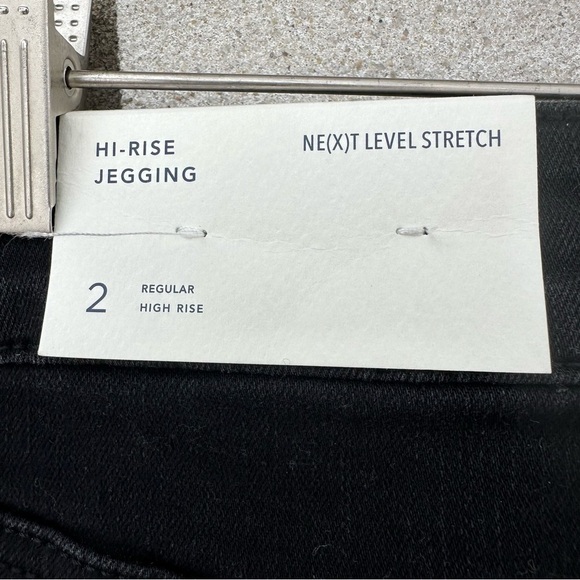 HI-RISE
JEGGING
NE(X)T LEVEL STRETCH
2
REGULAR
HIGH RISE